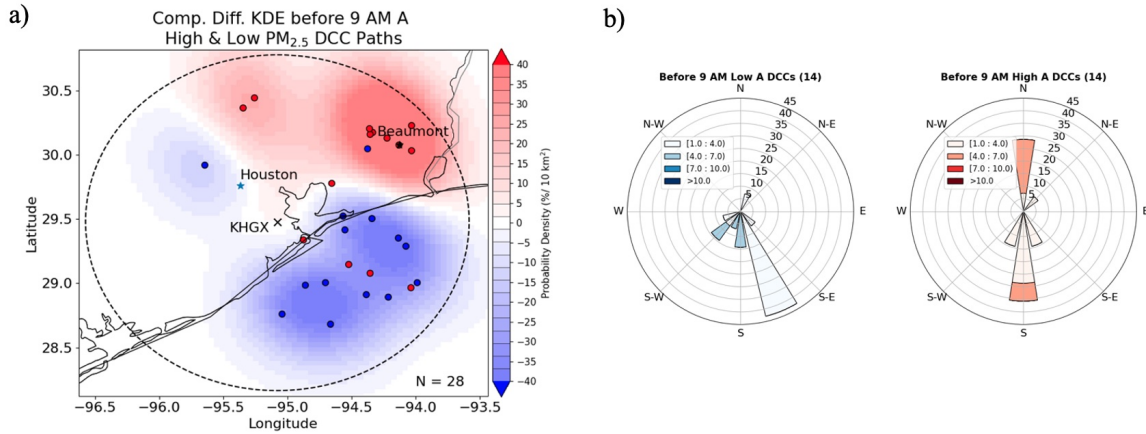 a)
Comp. Diff. KDE before 9 AM A
High & Low PM2.5 DCC Paths
30.5
30.0
29.5
29.0
28.5
Latitude
Beaumont
Houston
KHGX
N = 28
−96.5 −96.0 −95.5 −95.0 −94.5 −94.0 −93.5
Longitude
40
35
30
25
20
15
10
5
0
−5
−10
−15
−20
−25
−30
−35
−40
Probability Density (%/ 10 km²)
b)
Before 9 AM Low A DCCs (14)
N
N-W
N-E
45
40
35
30
25
20
15
10
5
[1.0 : 4.0)
[4.0 : 7.0)
[7.0 : 10.0)
>10.0
W
E
S-W
S-E
S
Before 9 AM High A DCCs (14)
N
N-W
N-E
45
40
35
30
25
20
15
10
5
[1.0 : 4.0)
[4.0 : 7.0)
[7.0 : 10.0)
>10.0
W
E
S-W
S-E
S